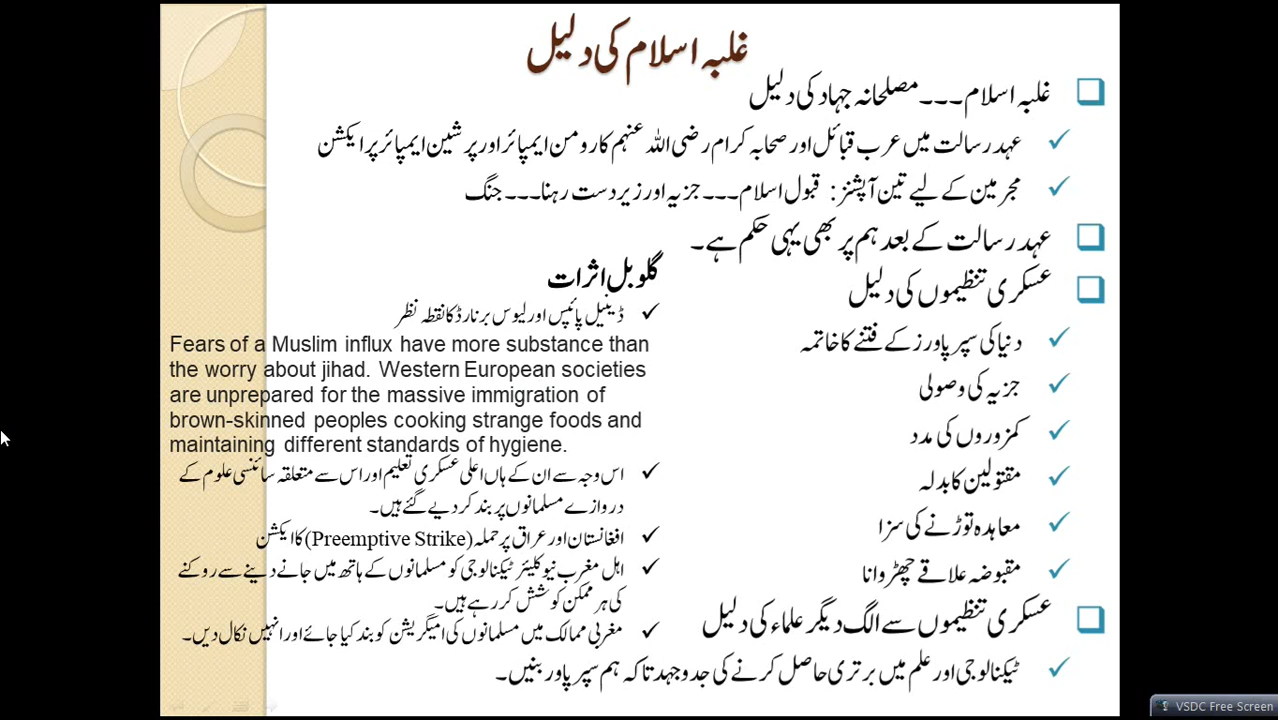 غلبہ اسلام کی دلیل
غلبہ اسلام۔۔۔مصلحانہ جہاد کی دلیل
عہد رسالت میں عرب قبائل اور صحابہ کرام رضی اللہ عنہم کا رومن ایمپائر اور پرشین ایمپائر پر ایکشن
مجرمین کے لیے تین آپشنز: قبول اسلام۔۔۔جزیہ اور زیردست رہنا۔۔۔جنگ
عہد رسالت کے بعد ہم پر بھی یہی حکم ہے۔
عسکری تنظیموں کی دلیل
دنیا کی سپر پاورز کے فتنے کا خاتمہ
جزیہ کی وصولی
کمزوروں کی مدد
مقتولین کا بدلہ
معاہدہ توڑنے کی سزا
مقبوضہ علاقے چھڑوانا
عسکری تنظیموں سے الگ دیگر علماء کی دلیل
ٹیکنالوجی اور علم میں برتری حاصل کرنے کی جدوجہد تاکہ ہم سپر پاور بنیں۔
گلوبل اثرات
ڈینیل پائپس اور لیوس برنارڈ کا نقطہ نظر
Fears of a Muslim influx have more substance than
the worry about jihad. Western European societies
are unprepared for the massive immigration of
brown-skinned peoples cooking strange foods and
maintaining different standards of hygiene.
اس وجہ سے ان کے ہاں اعلی عسکری تعلیم اور اس سے متعلقہ سائنسی علوم کے
دروازے مسلمانوں پر بند کر دیے گئے ہیں۔
افغانستان اور عراق پر حملہ (Preemptive Strike) کا ایکشن
اہل مغرب نیوکلیئر ٹیکنالوجی کو مسلمانوں کے ہاتھ میں جانے دینے سے روکنے
کی ہر ممکن کوشش کر رہے ہیں۔
مغربی ممالک میں مسلمانوں کی امیگریشن کو بند کیا جائے اور انہیں نکال دیں۔
VSDC Free Screen